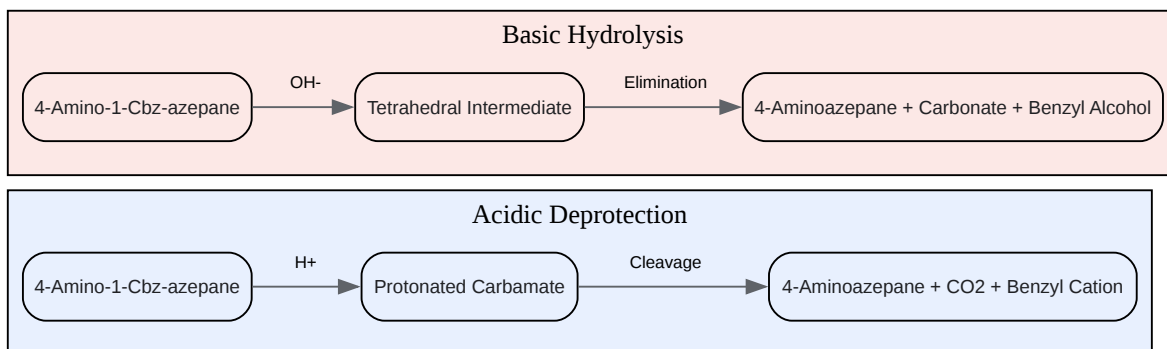 Basic Hydrolysis
4-Amino-1-Cbz-azepane
OH-
Tetrahedral Intermediate
Elimination
4-Aminoazepane + Carbonate + Benzyl Alcohol
Acidic Deprotection
4-Amino-1-Cbz-azepane
H+
Protonated Carbamate
Cleavage
4-Aminoazepane + CO2 + Benzyl Cation